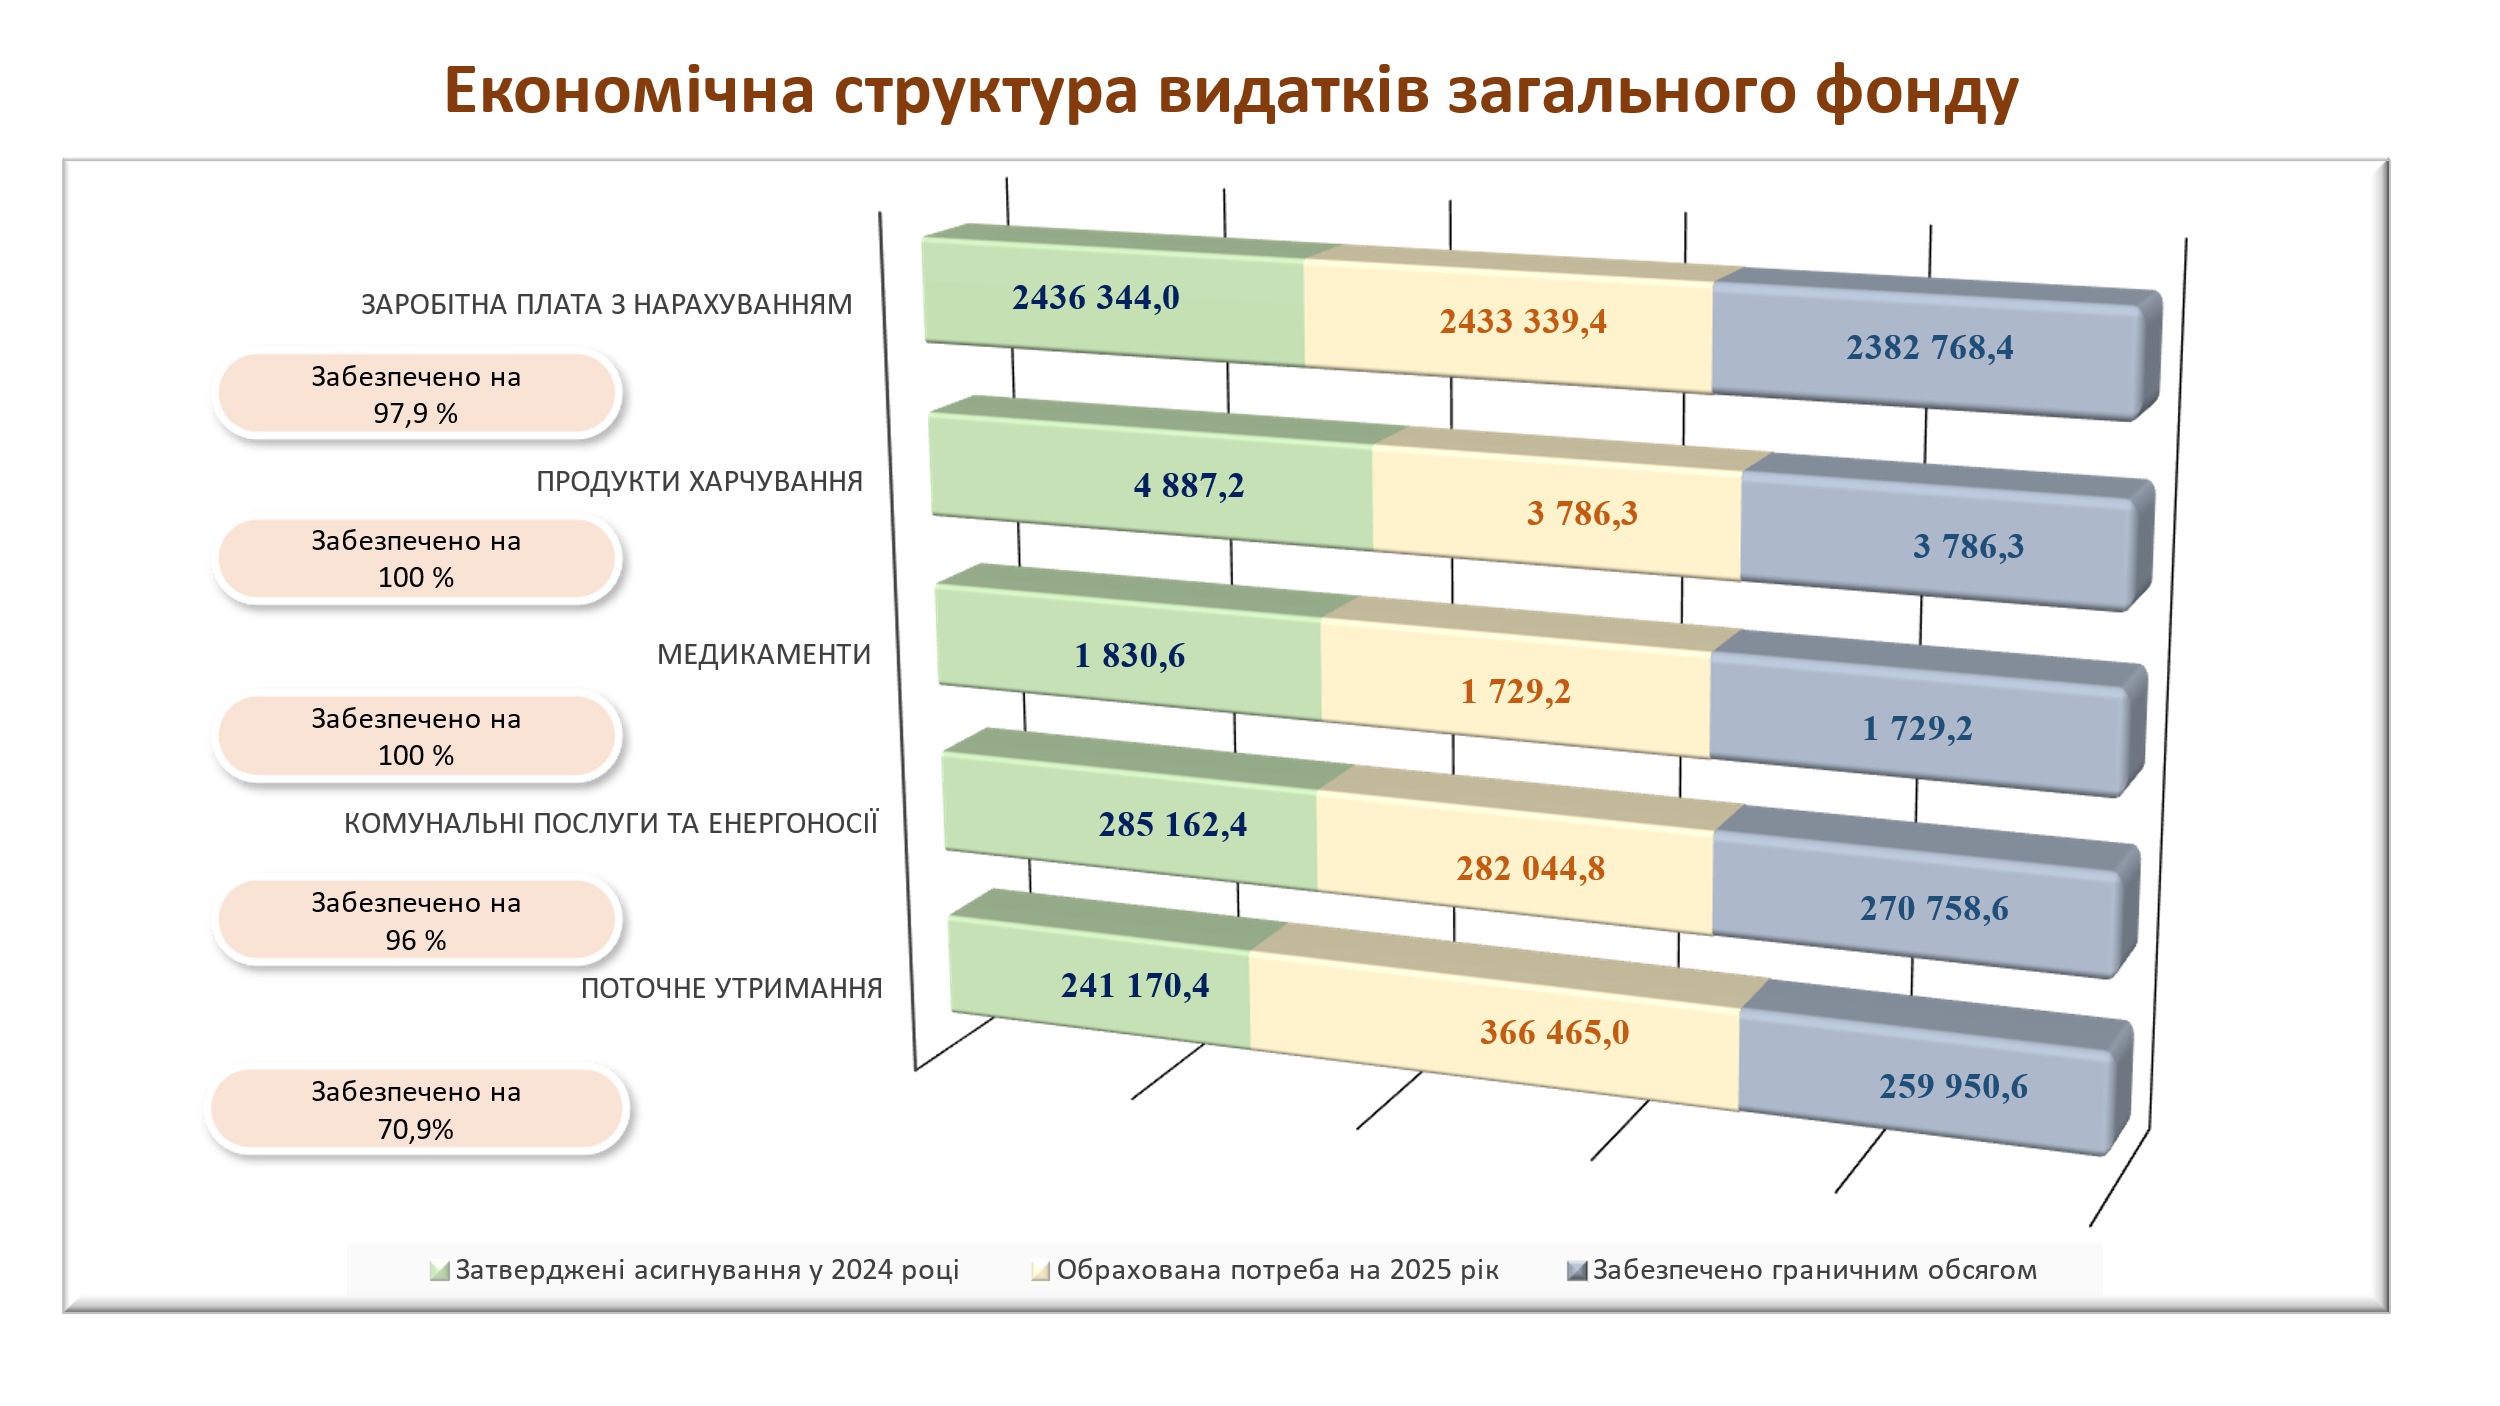 Економічна структура видатків загального фонду
ЗАРОБІТНА ПЛАТА З НАРАХУВАННЯМ
2436 344,0
2433 339,4
2382 768,4
Забезпечено на
97,9 %
ПРОДУКТИ ХАРЧУВАННЯ
4 887,2
3 786,3
3 786,3
Забезпечено на
100 %
МЕДИКАМЕНТИ
1 830,6
1 729,2
1 729,2
Забезпечено на
100 %
КОМУНАЛЬНІ ПОСЛУГИ ТА ЕНЕРГОНОСІЇ
285 162,4
282 044,8
270 758,6
Забезпечено на
96 %
ПОТОЧНЕ УТРИМАННЯ
241 170,4
366 465,0
259 950,6
Забезпечено на
70,9%
Затверджені асигнування у 2024 році
Обрахована потреба на 2025 рік
Забезпечено граничним обсягом